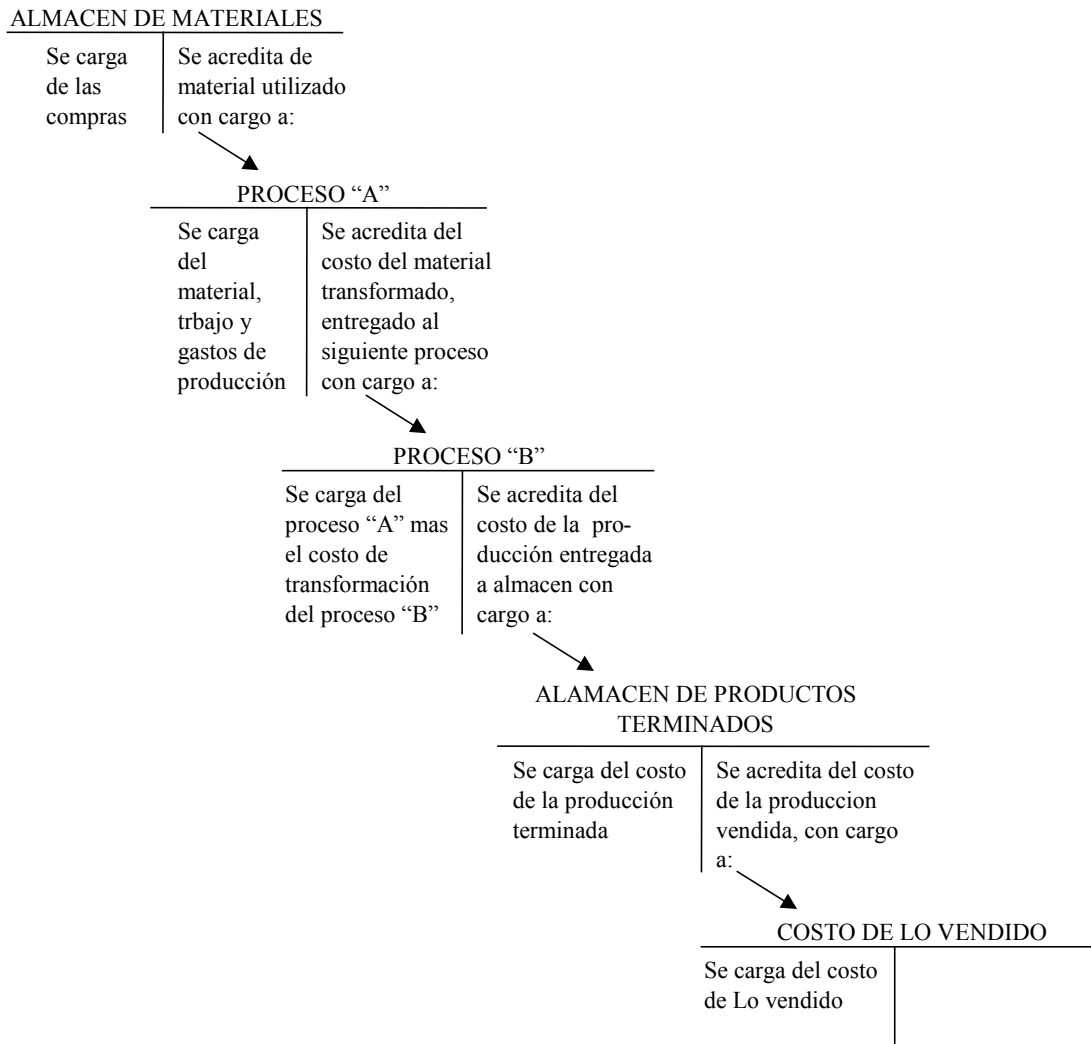 ALMACEN DE MATERIALES
Se carga
de las
compras
Se acredita de
material utilizado
con cargo a:
PROCESO “A”
Se carga
del
material,
trbajo y
gastos de
producción
Se acredita del
costo del material
transformado,
entregado al
siguiente proceso
con cargo a:
PROCESO “B”
Se carga del
proceso “A” mas
el costo de
transformación
del proceso “B”
Se acredita del
costo de la pro-
ducción entregada
a almacen con
cargo a:
ALAMACEN DE PRODUCTOS
TERMINADOS
Se carga del costo
de la producción
terminada
Se acredita del costo
de la produccion
vendida, con cargo
a:
COSTO DE LO VENDIDO
Se carga del costo
de Lo vendido